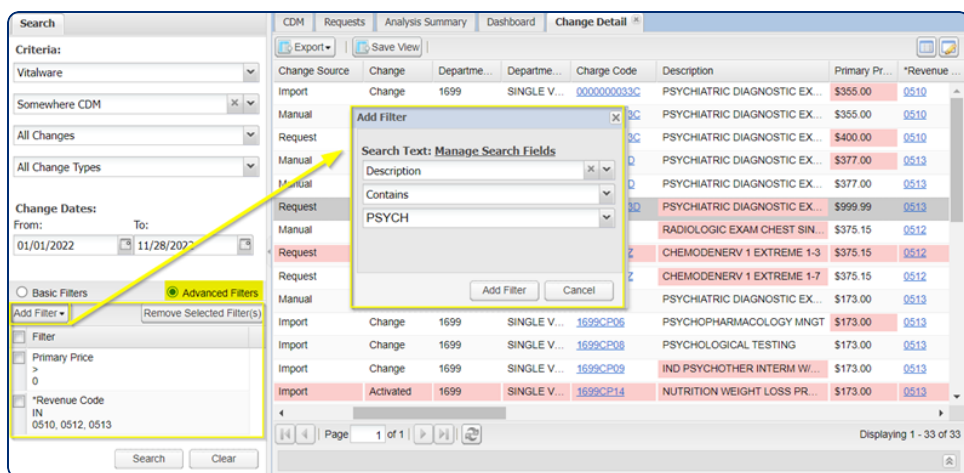 Search
Criteria:
Vitalware
Somewhere CDM
All Changes
All Change Types
Change Dates:
From: To:
01/01/2022 11/28/2022
Basic Filters Advanced Filters
Add Filter Remove Selected Filter(s)
Filter
Primary Price
>
0
*Revenue Code
IN
0510, 0512, 0513
Search Clear
CDM Requests Analysis Summary Dashboard Change Detail
Export Save View
Change Source Change Departme... Departme... Charge Code Description Primary Pr... *Revenue ...
Import Change 1699 SINGLE V... 0000000033C PSYCHIATRIC DIAGNOSTIC EX... $355.00 0510
Manual 3C PSYCHIATRIC DIAGNOSTIC EX... $355.00 0510
Request 3C PSYCHIATRIC DIAGNOSTIC EX... $400.00 0510
Manual D PSYCHIATRIC DIAGNOSTIC EX... $377.00 0513
Manual D PSYCHIATRIC DIAGNOSTIC EX... $377.00 0513
Request 3D PSYCHIATRIC DIAGNOSTIC EX... $999.99 0513
Manual RADIOLOGIC EXAM CHEST SIN... $375.15 0512
Request Z CHEMODENERV 1 EXTREME 1-3 $375.15 0512
Request Z CHEMODENERV 1 EXTREME 1-7 $375.15 0512
Manual PSYCHIATRIC DIAGNOSTIC EX... $173.00 0513
Import Change 1699 SINGLE V... 1699CP06 PSYCHOPHARMACOLOGY MNGT $173.00 0513
Import Change 1699 SINGLE V... 1699CP08 PSYCHOLOGICAL TESTING $173.00 0513
Import Change 1699 SINGLE V... 1699CP09 IND PSYCHOTHER INTERM W/... $173.00 0513
Import Activated 1699 SINGLE V... 1699CP14 NUTRITION WEIGHT LOSS PR... $173.00 0513
Add Filter
Search Text: Manage Search Fields
Description
Contains
PSYCH
Add Filter Cancel
Page 1 of 1 Displaying 1 - 33 of 33